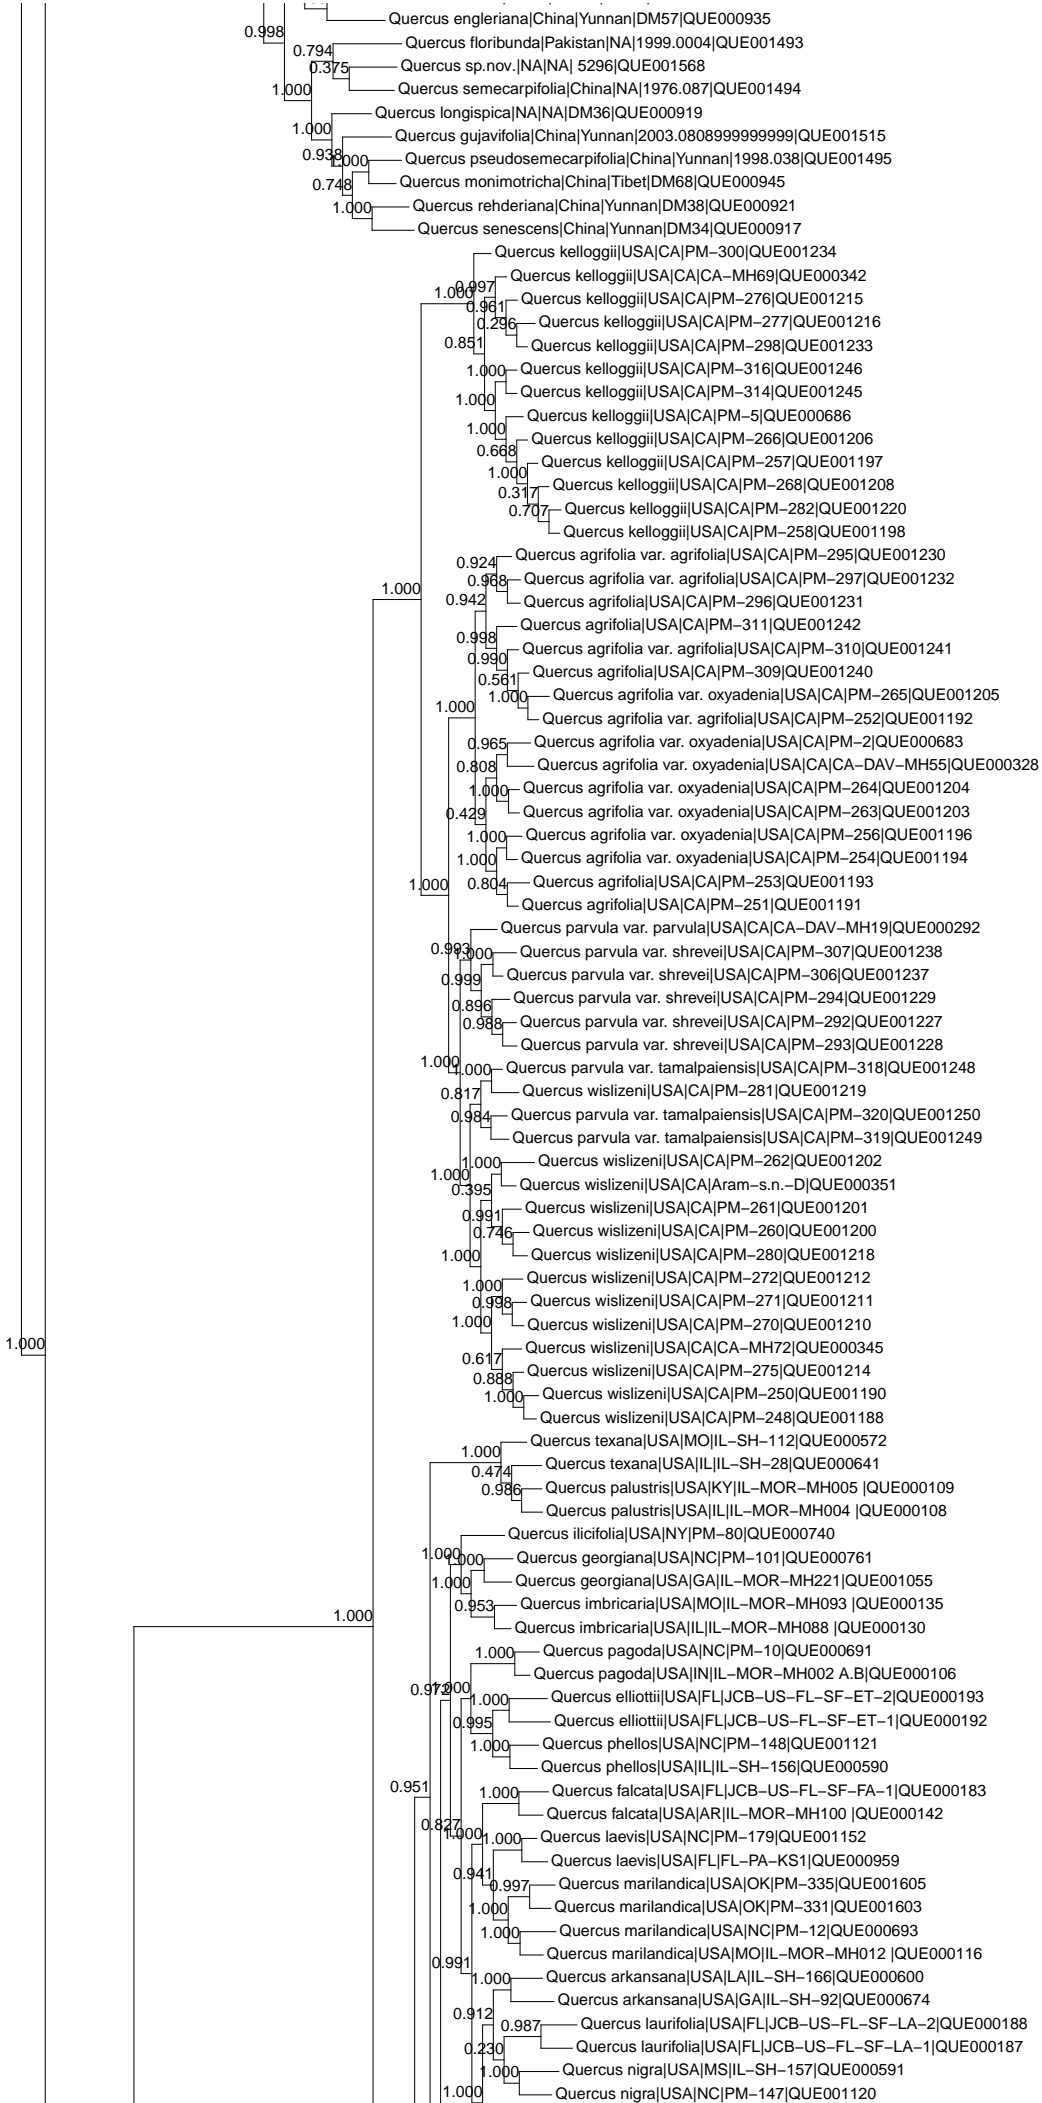 Quercus engleriana|China|Yunnan|DM57|QUE000935
0.998
Quercus floribunda|Pakistan|NA|1999.0004|QUE001493
0.794
Quercus sp.nov.|NA|NA| 5296|QUE001568
0.375
Quercus semecarpifolia|China|NA|1976.087|QUE001494
1.000
Quercus longispica|NA|NA|DM36|QUE000919
1.000
Quercus gujavifolia|China|Yunnan|2003.0808999999999|QUE001515
0.938
1.000
Quercus pseudosemecarpifolia|China|Yunnan|1998.038|QUE001495
0.748
Quercus monimotricha|China|Tibet|DM68|QUE000945
1.000
Quercus rehderiana|China|Yunnan|DM38|QUE000921
Quercus senescens|China|Yunnan|DM34|QUE000917
Quercus kelloggii|USA|CA|PM−300|QUE001234
Quercus kelloggii|USA|CA|CA−MH69|QUE000342
1.000
0.997
Quercus kelloggii|USA|CA|PM−276|QUE001215
0.961
Quercus kelloggii|USA|CA|PM−277|QUE001216
0.296
Quercus kelloggii|USA|CA|PM−298|QUE001233
0.851
Quercus kelloggii|USA|CA|PM−316|QUE001246
1.000
Quercus kelloggii|USA|CA|PM−314|QUE001245
1.000
Quercus kelloggii|USA|CA|PM−5|QUE000686
1.000
Quercus kelloggii|USA|CA|PM−266|QUE001206
0.668
Quercus kelloggii|USA|CA|PM−257|QUE001197
1.000
Quercus kelloggii|USA|CA|PM−268|QUE001208
0.317
Quercus kelloggii|USA|CA|PM−282|QUE001220
0.707
Quercus kelloggii|USA|CA|PM−258|QUE001198
Quercus agrifolia var. agrifolia|USA|CA|PM−295|QUE001230
0.924
Quercus agrifolia var. agrifolia|USA|CA|PM−297|QUE001232
0.968
1.000
Quercus agrifolia|USA|CA|PM−296|QUE001231
0.942
Quercus agrifolia|USA|CA|PM−311|QUE001242
0.998
Quercus agrifolia var. agrifolia|USA|CA|PM−310|QUE001241
0.990
Quercus agrifolia|USA|CA|PM−309|QUE001240
0.561
Quercus agrifolia var. oxyadenia|USA|CA|PM−265|QUE001205
1.000
1.000
Quercus agrifolia var. agrifolia|USA|CA|PM−252|QUE001192
Quercus agrifolia var. oxyadenia|USA|CA|PM−2|QUE000683
0.965
Quercus agrifolia var. oxyadenia|USA|CA|CA−DAV−MH55|QUE000328
0.808
Quercus agrifolia var. oxyadenia|USA|CA|PM−264|QUE001204
1.000
Quercus agrifolia var. oxyadenia|USA|CA|PM−263|QUE001203
0.429
Quercus agrifolia var. oxyadenia|USA|CA|PM−256|QUE001196
1.000
Quercus agrifolia var. oxyadenia|USA|CA|PM−254|QUE001194
1.000
Quercus agrifolia|USA|CA|PM−253|QUE001193
1.000
0.804
Quercus agrifolia|USA|CA|PM−251|QUE001191
Quercus parvula var. parvula|USA|CA|CA−DAV−MH19|QUE000292
0.993
1.000
Quercus parvula var. shrevei|USA|CA|PM−307|QUE001238
Quercus parvula var. shrevei|USA|CA|PM−306|QUE001237
0.999
Quercus parvula var. shrevei|USA|CA|PM−294|QUE001229
0.896
Quercus parvula var. shrevei|USA|CA|PM−292|QUE001227
0.988
Quercus parvula var. shrevei|USA|CA|PM−293|QUE001228
1.000
1.000
Quercus parvula var. tamalpaiensis|USA|CA|PM−318|QUE001248
Quercus wislizeni|USA|CA|PM−281|QUE001219
0.817
Quercus parvula var. tamalpaiensis|USA|CA|PM−320|QUE001250
0.984
Quercus parvula var. tamalpaiensis|USA|CA|PM−319|QUE001249
Quercus wislizeni|USA|CA|PM−262|QUE001202
1.000
1.000
Quercus wislizeni|USA|CA|Aram−s.n.−D|QUE000351
0.395
Quercus wislizeni|USA|CA|PM−261|QUE001201
0.991
Quercus wislizeni|USA|CA|PM−260|QUE001200
0.746
Quercus wislizeni|USA|CA|PM−280|QUE001218
1.000
Quercus wislizeni|USA|CA|PM−272|QUE001212
1.000
Quercus wislizeni|USA|CA|PM−271|QUE001211
0.998
Quercus wislizeni|USA|CA|PM−270|QUE001210
1.000
1.000
Quercus wislizeni|USA|CA|CA−MH72|QUE000345
0.617
Quercus wislizeni|USA|CA|PM−275|QUE001214
0.888
Quercus wislizeni|USA|CA|PM−250|QUE001190
1.000
Quercus wislizeni|USA|CA|PM−248|QUE001188
Quercus texana|USA|MO|IL−SH−112|QUE000572
1.000
Quercus texana|USA|IL|IL−SH−28|QUE000641
0.474
Quercus palustris|USA|KY|IL−MOR−MH005 |QUE000109
0.986
Quercus palustris|USA|IL|IL−MOR−MH004 |QUE000108
Quercus ilicifolia|USA|NY|PM−80|QUE000740
1.000
1.000
Quercus georgiana|USA|NC|PM−101|QUE000761
Quercus georgiana|USA|GA|IL−MOR−MH221|QUE001055
1.000
Quercus imbricaria|USA|MO|IL−MOR−MH093 |QUE000135
0.953
1.000
Quercus imbricaria|USA|IL|IL−MOR−MH088 |QUE000130
Quercus pagoda|USA|NC|PM−10|QUE000691
1.000
Quercus pagoda|USA|IN|IL−MOR−MH002 A.B|QUE000106
0.972
1.000
Quercus elliottii|USA|FL|JCB−US−FL−SF−ET−2|QUE000193
1.000
Quercus elliottii|USA|FL|JCB−US−FL−SF−ET−1|QUE000192
0.995
Quercus phellos|USA|NC|PM−148|QUE001121
1.000
Quercus phellos|USA|IL|IL−SH−156|QUE000590
0.951
Quercus falcata|USA|FL|JCB−US−FL−SF−FA−1|QUE000183
1.000
Quercus falcata|USA|AR|IL−MOR−MH100 |QUE000142
0.827
1.000
Quercus laevis|USA|NC|PM−179|QUE001152
1.000
Quercus laevis|USA|FL|FL−PA−KS1|QUE000959
0.941
Quercus marilandica|USA|OK|PM−335|QUE001605
0.997
Quercus marilandica|USA|OK|PM−331|QUE001603
1.000
Quercus marilandica|USA|NC|PM−12|QUE000693
1.000
Quercus marilandica|USA|MO|IL−MOR−MH012 |QUE000116
0.991
Quercus arkansana|USA|LA|IL−SH−166|QUE000600
1.000
Quercus arkansana|USA|GA|IL−SH−92|QUE000674
0.912
Quercus laurifolia|USA|FL|JCB−US−FL−SF−LA−2|QUE000188
0.987
Quercus laurifolia|USA|FL|JCB−US−FL−SF−LA−1|QUE000187
0.230
Quercus nigra|USA|MS|IL−SH−157|QUE000591
1.000
1.000
Quercus nigra|USA|NC|PM−147|QUE001120